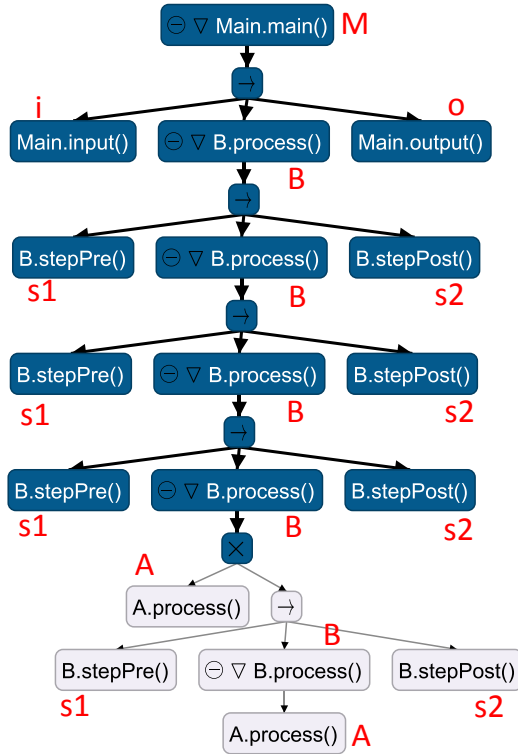 ⊖ ▽ Main.main() M
→
i o
Main.input() ⊖ ▽ B.process() Main.output()
B
→
B.stepPre() ⊖ ▽ B.process() B.stepPost()
s1 B s2
→
B.stepPre() ⊖ ▽ B.process() B.stepPost()
s1 B s2
→
B.stepPre() ⊖ ▽ B.process() B.stepPost()
s1 B s2
×
A
A.process() →
B
B.stepPre() ⊖ ▽ B.process() B.stepPost()
s1 s2
A.process() A